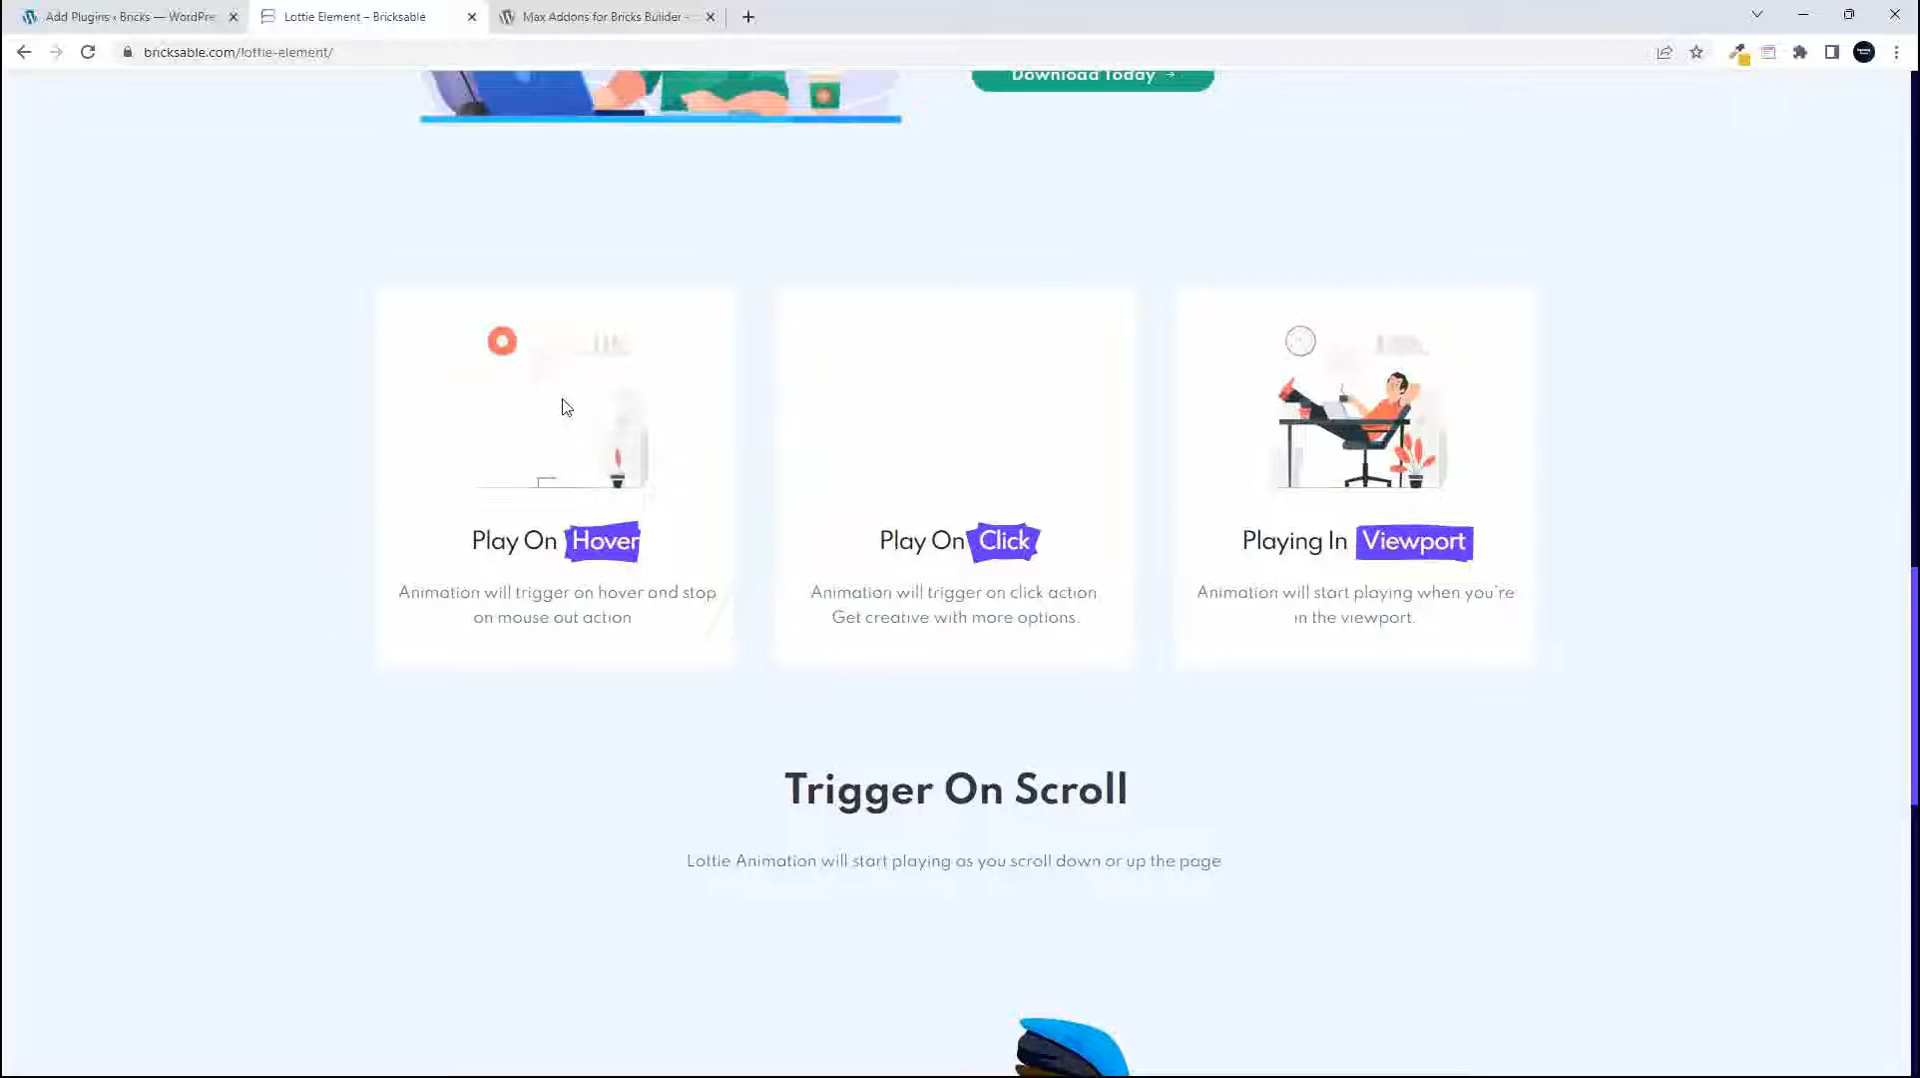 Add Plugins ‹ Bricks — WordPre
Lottie Element – Bricksable
Max Addons for Bricks Builder -
bricksable.com/lottie-element/
Download Today →
Play On Hover
Animation will trigger on hover and stop
on mouse out action
Play On Click
Animation will trigger on click action
Get creative with more options.
Playing In Viewport
Animation will start playing when you're
in the viewport.
Trigger On Scroll
Lottie Animation will start playing as you scroll down or up the page